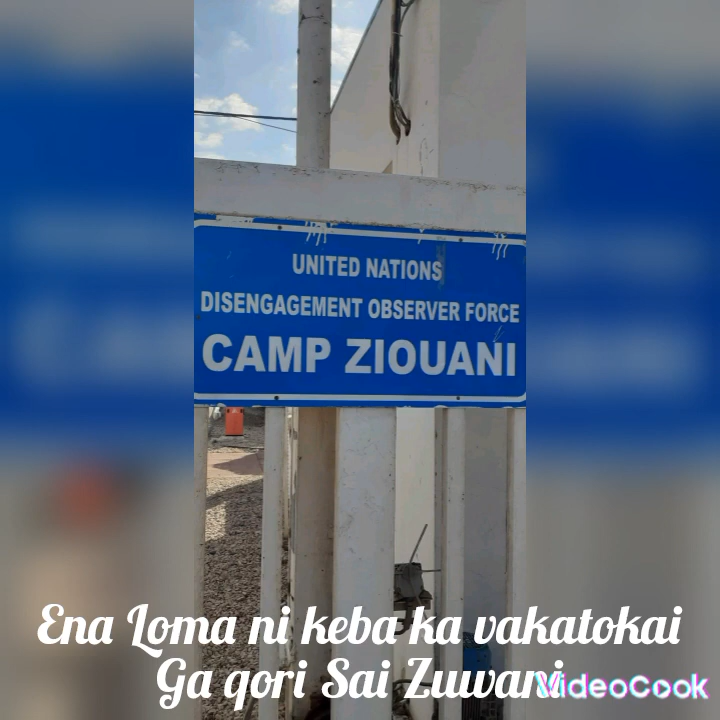 UNITED NATIONS
DISENGAGEMENT OBSERVER FORCE
CAMP ZIOUANI
Ena Loma ni keba ka vakatokai
Ga qori Sai Zuwani
VideoCook